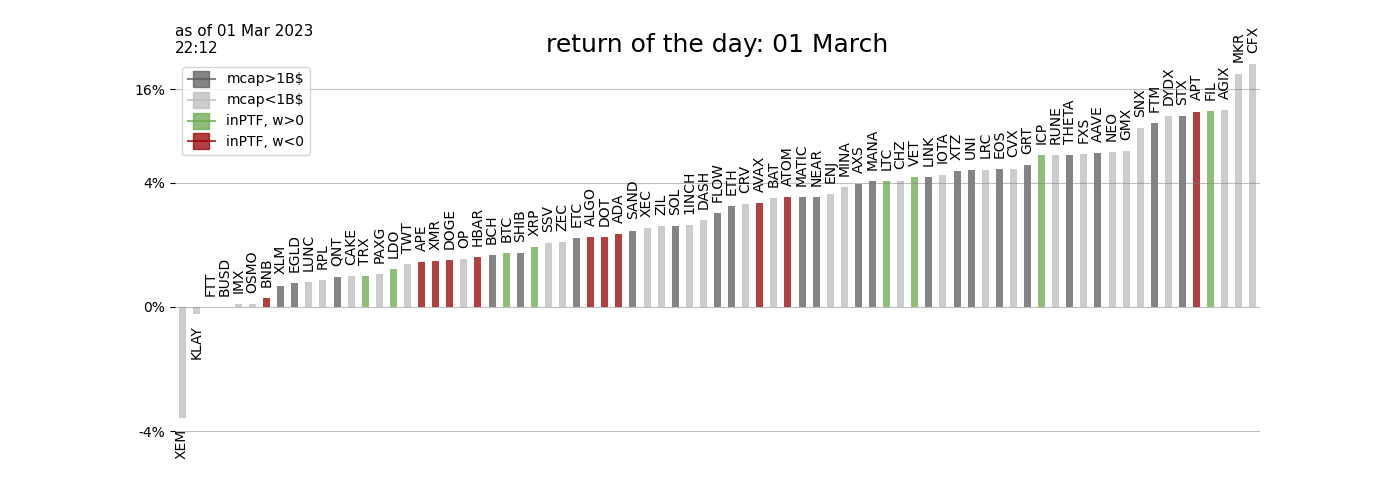 as of 01 Mar 2023
22:12
return of the day: 01 March
mcap>1B$
mcap<1B$
inPTF, w>0
inPTF, w<0
16%
4%
0%
-4%
XEM
KLAY
FTT
BUSD
IMX
OSMO
BNB
XLM
EGLD
LUNC
RPL
QNT
CAKE
TRX
PAXG
LDO
TWT
APE
XMR
DOGE
OP
HBAR
BCH
BTC
SHIB
XRP
SSV
ZEC
ETC
ALGO
DOT
ADA
SAND
XEC
ZIL
SOL
1INCH
DASH
FLOW
ETH
CRV
AVAX
BAT
ATOM
MATIC
NEAR
ENJ
MINA
AXS
MANA
LTC
CHZ
VET
LINK
IOTA
XTZ
UNI
LRC
EOS
CVX
GRT
ICP
RUNE
THETA
FXS
AAVE
NEO
GMX
SNX
FTM
DYDX
STX
APT
FIL
AGIX
MKR
CFX